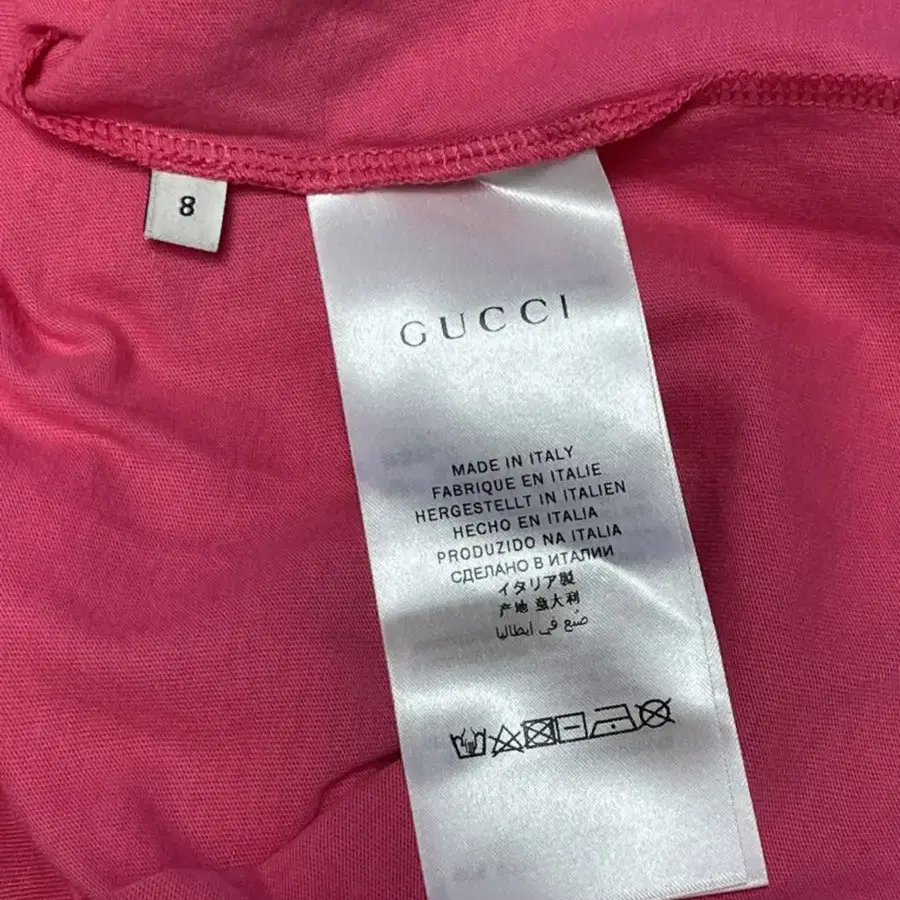 8
GUCCI
MADE IN ITALY
FABRIQUE EN ITALIE
HERGESTELLT IN ITALIEN
HECHO EN ITALIA
PRODUZIDO NA ITALIA
СДЕЛАНО В ИТАЛИИ
イタリア製
产地 意大利
صنع في ايطاليا